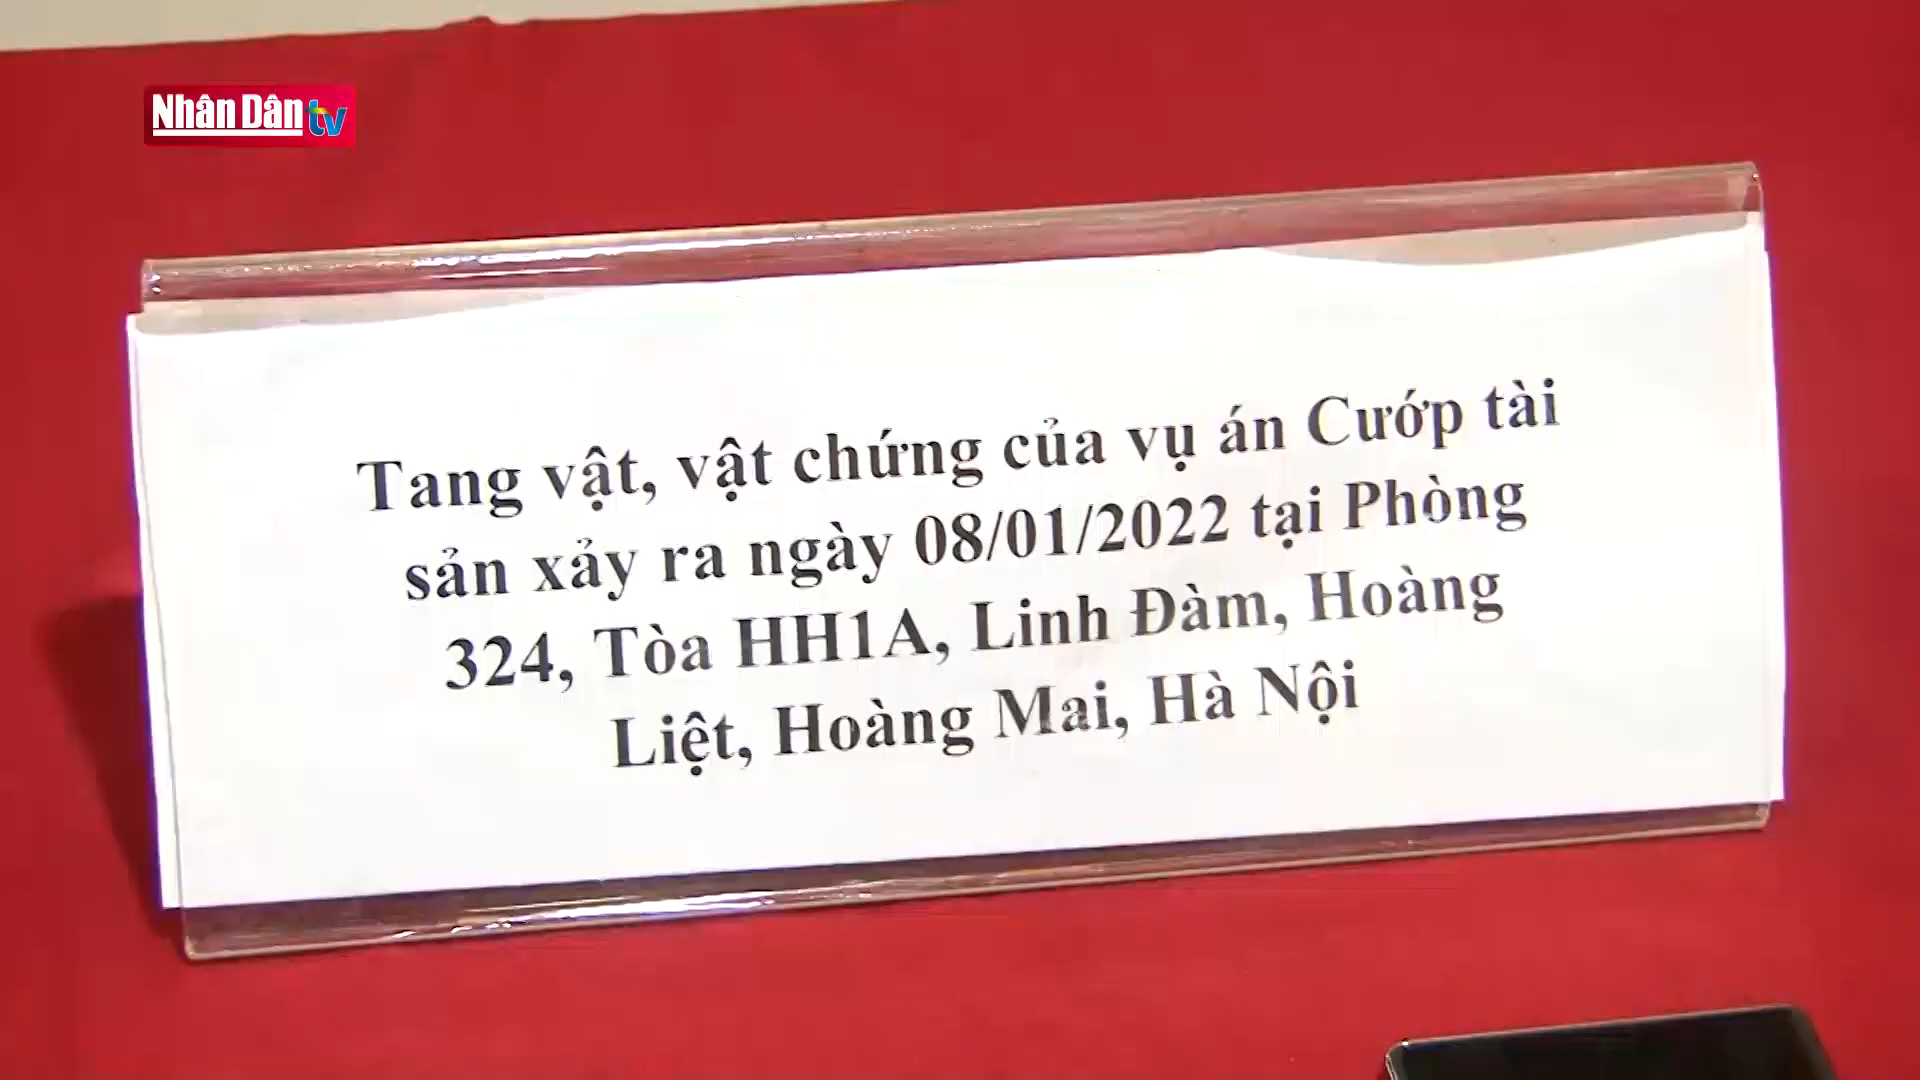 Nhân Dân tv
Tang vật, vật chứng của vụ án Cướp tài
sản xảy ra ngày 08/01/2022 tại Phòng
324, Tòa HH1A, Linh Đàm, Hoàng
Liệt, Hoàng Mai, Hà Nội